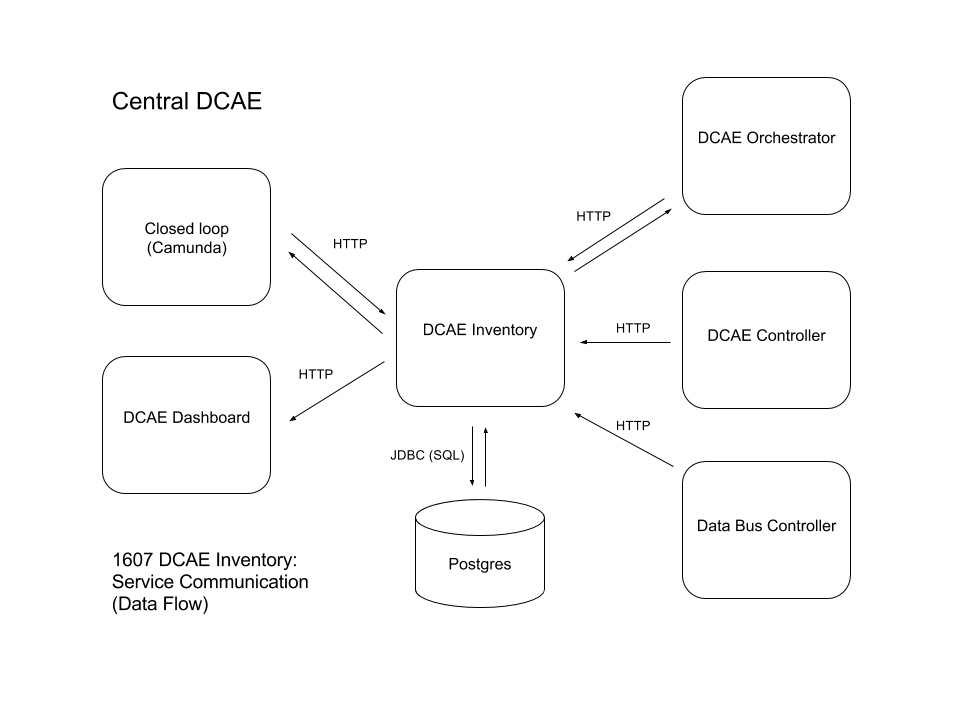 Central DCAE
DCAE Orchestrator
HTTP
Closed loop
(Camunda)
HTTP
DCAE Inventory
HTTP
DCAE Controller
HTTP
DCAE Dashboard
HTTP
JDBC (SQL)
Data Bus Controller
Postgres
1607 DCAE Inventory:
Service Communication
(Data Flow)